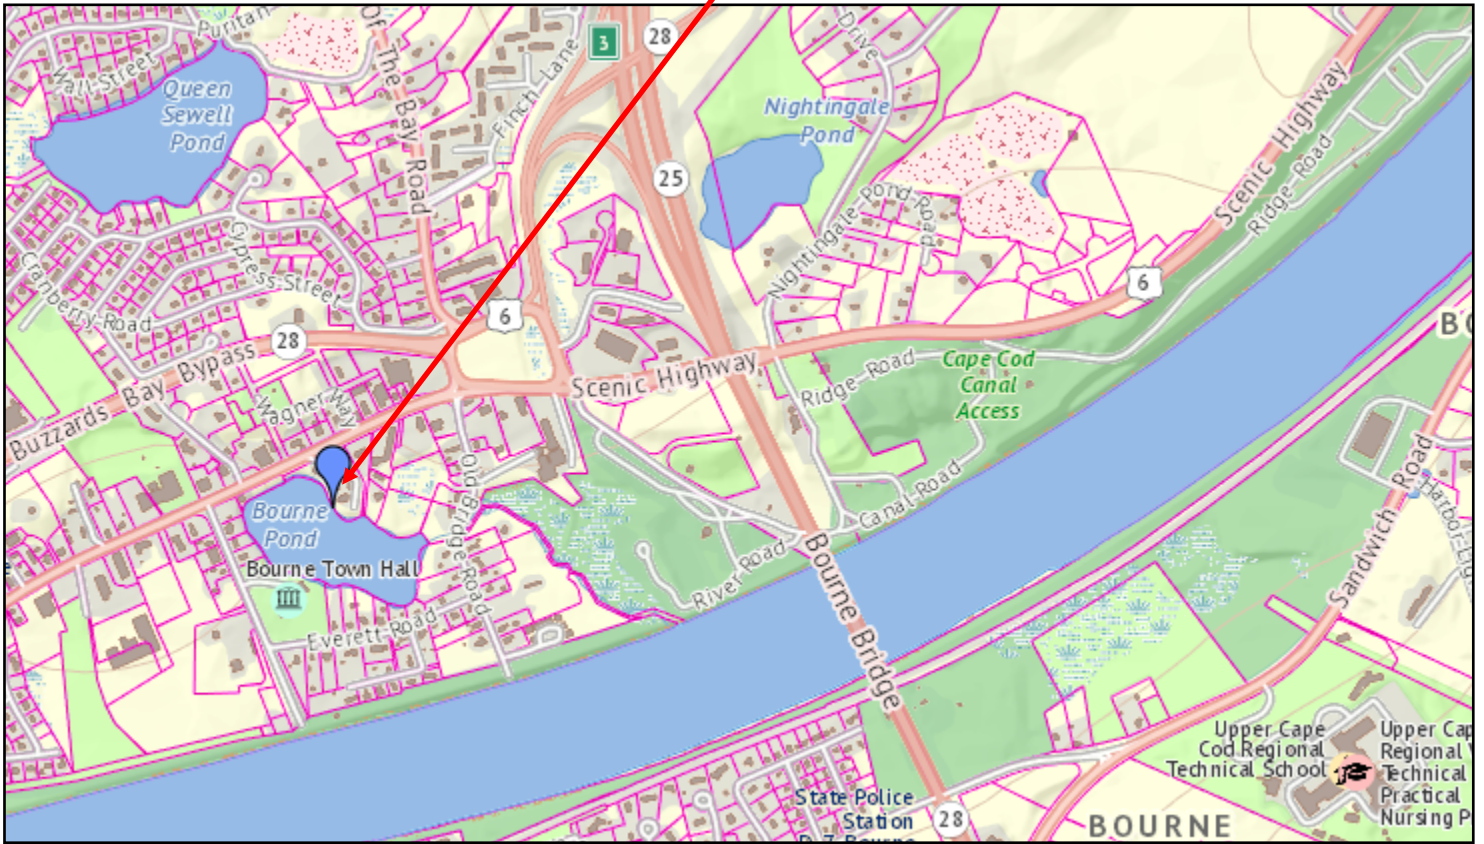 Puritan
Wall-Street
Queen
Sewell
Pond
Of The Bay Road
Finch-Lane
3
28
25
Drive
Nightingale
Pond
Nightingale-Pond-Road
Scenic Highway
Ridge-Road
6
Cypress-Street
Cranberry-Road
28
6
Buzzards Bay Bypass
Wagner Way
Scenic Highway
Ridge-Road
Cape Cod
Canal
Access
BO
Bourne
Pond
Bourne Town Hall
Old Bridge Road
Everett-Road
Canal-Road
River Road
Bourne Bridge
Sandwich Road
Upper Cape
Cod Regional
Technical School
Upper Cap
Regional
Technical
Practical
Nursing P
State Police
Station
28
BOURNE